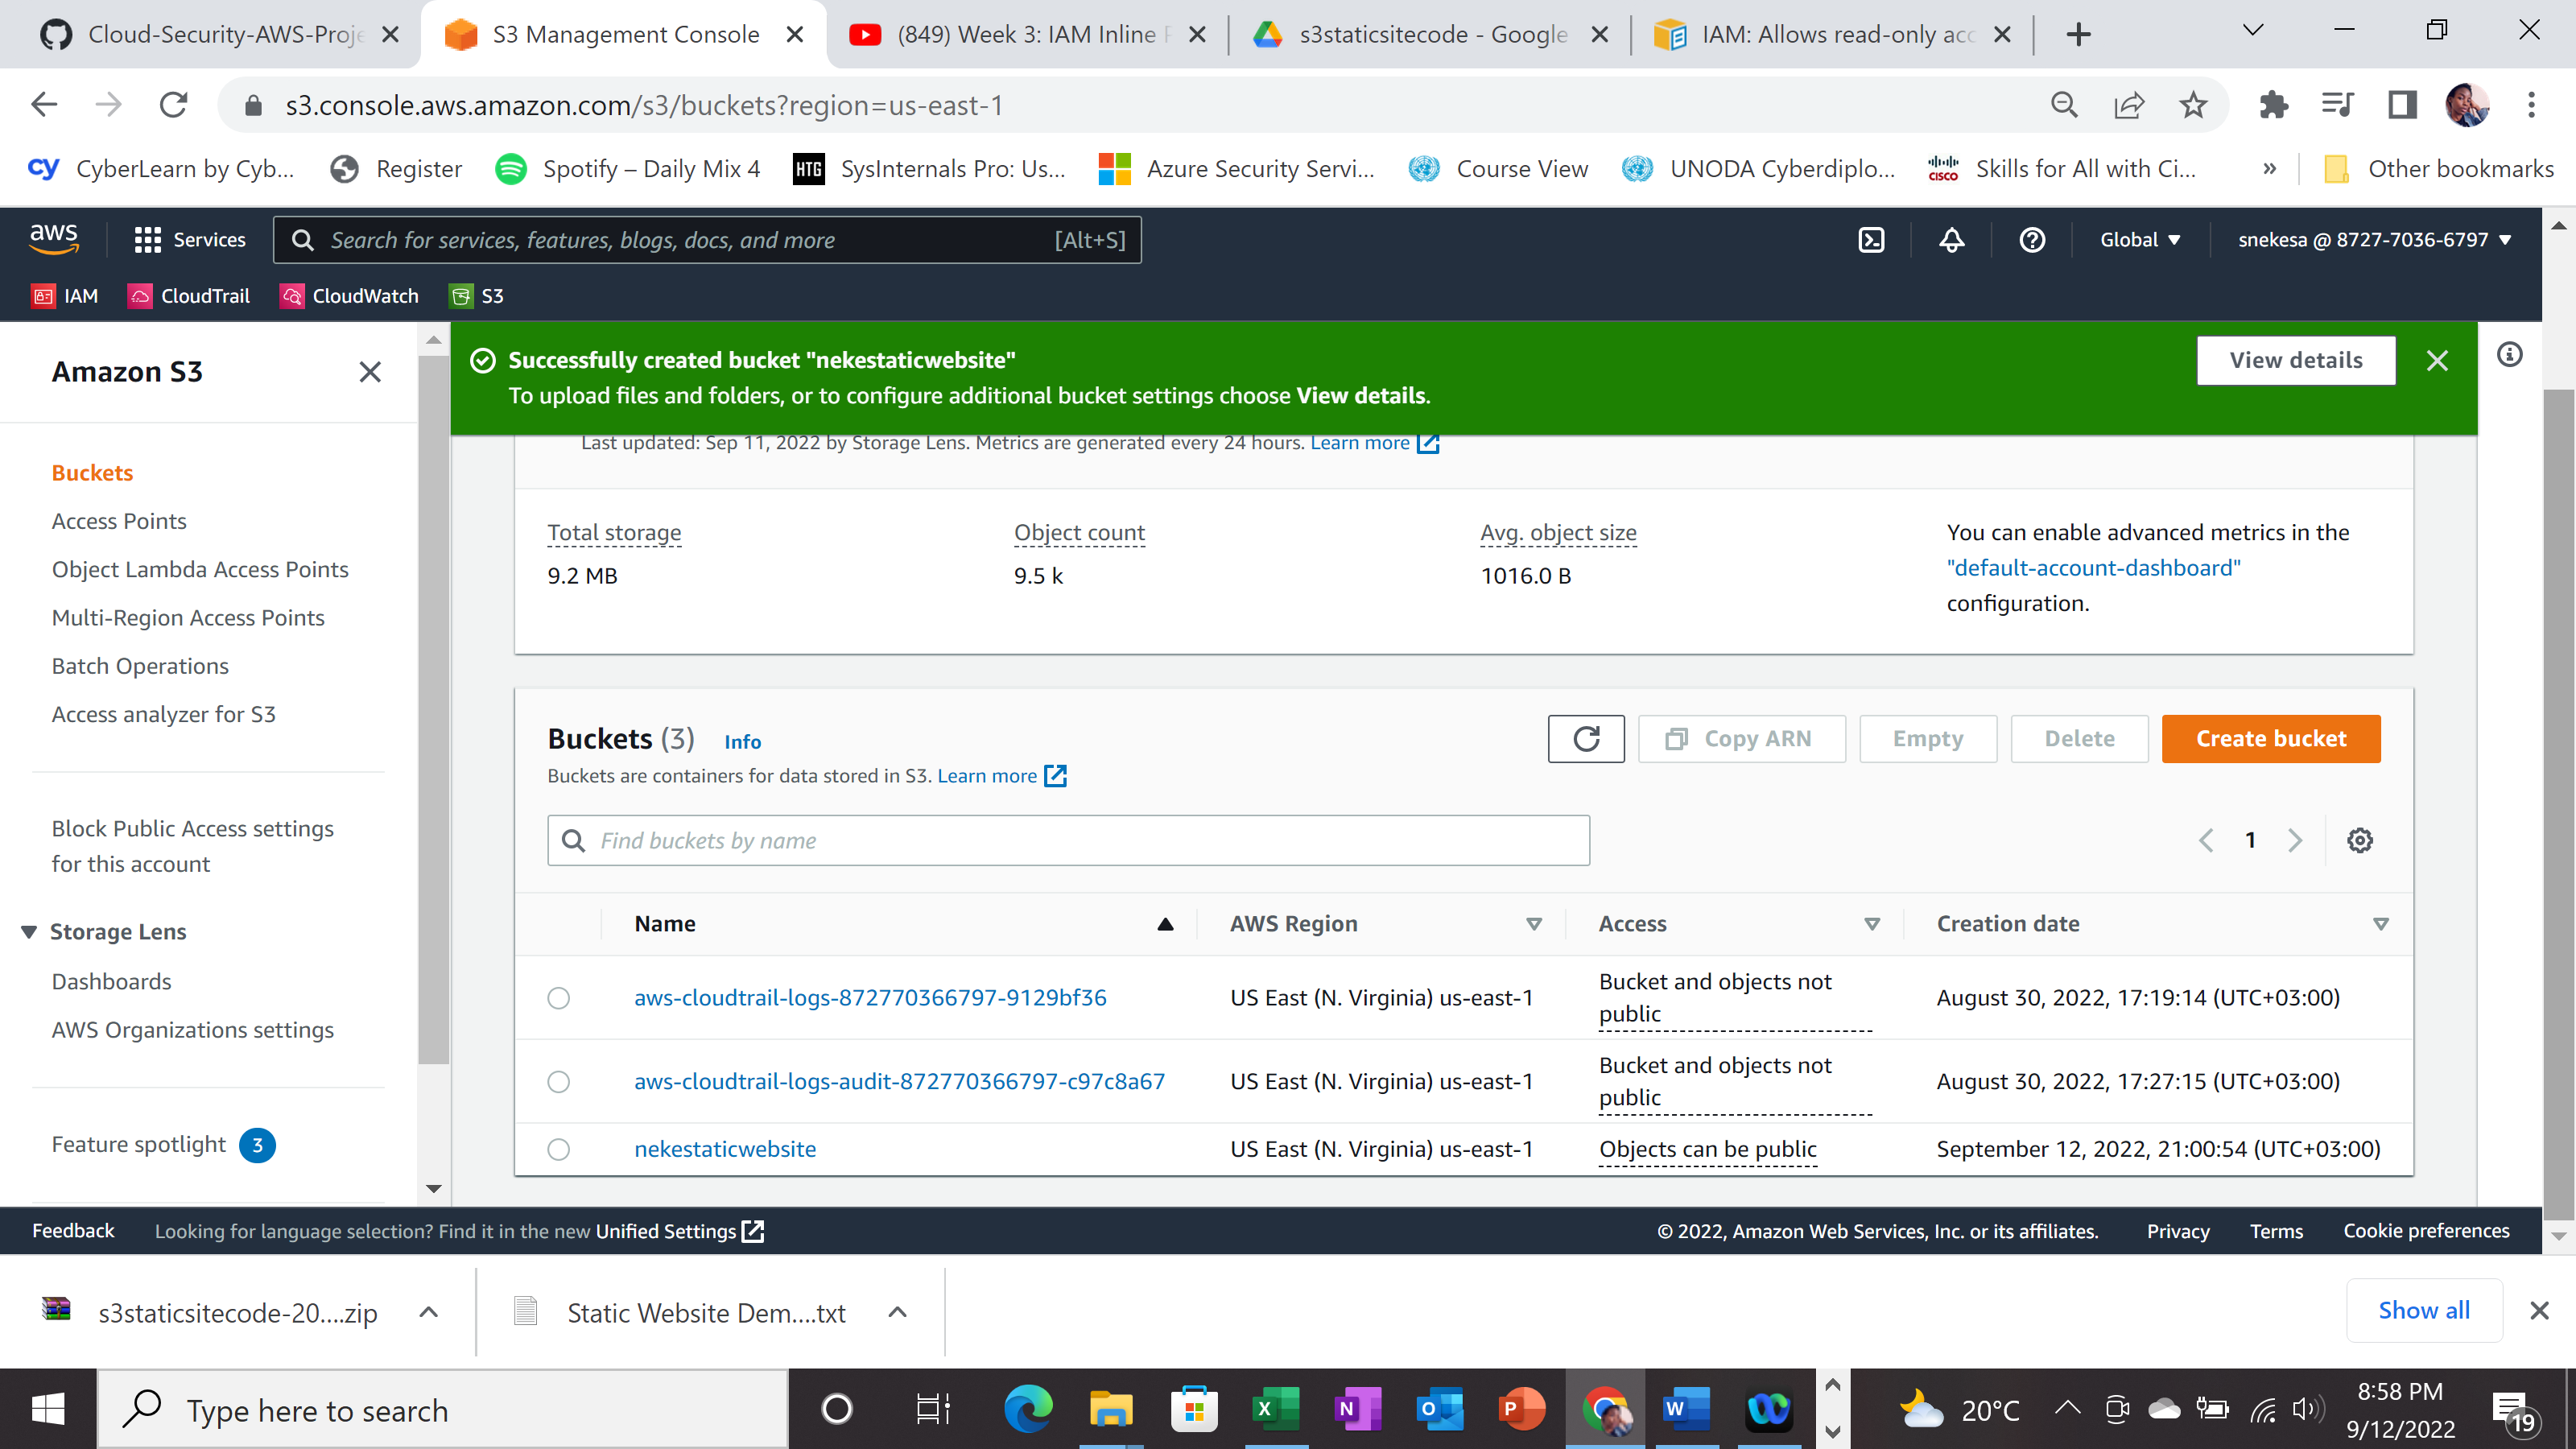 Cloud-Security-AWS-Proje
S3 Management Console
(849) Week 3: IAM Inline P
s3staticsitecode - Google
IAM: Allows read-only acc
s3.console.aws.amazon.com/s3/buckets?region=us-east-1
cy CyberLearn by Cyb...
Register
Spotify – Daily Mix 4
HTG SysInternals Pro: Us...
Azure Security Servi...
Course View
UNODA Cyberdiplo...
CISCO Skills for All with Ci...
»
Other bookmarks
aws
Services
Search for services, features, blogs, docs, and more
[Alt+S]
Global
snekesa @ 8727-7036-6797
IAM
CloudTrail
CloudWatch
S3
Amazon S3
Buckets
Access Points
Object Lambda Access Points
Multi-Region Access Points
Batch Operations
Access analyzer for S3
Block Public Access settings
for this account
Storage Lens
Dashboards
AWS Organizations settings
Feature spotlight 3
Successfully created bucket "nekestaticwebsite"
To upload files and folders, or to configure additional bucket settings choose View details.
View details
Last updated: Sep 11, 2022 by Storage Lens. Metrics are generated every 24 hours. Learn more
Total storage
9.2 MB
Object count
9.5 k
Avg. object size
1016.0 B
You can enable advanced metrics in the
"default-account-dashboard"
configuration.
Buckets (3) Info
Buckets are containers for data stored in S3. Learn more
Copy ARN
Empty
Delete
Create bucket
Find buckets by name
1
Name AWS Region Access Creation date
aws-cloudtrail-logs-872770366797-9129bf36 US East (N. Virginia) us-east-1 Bucket and objects not August 30, 2022, 17:19:14 (UTC+03:00)
public
aws-cloudtrail-logs-audit-872770366797-c97c8a67 US East (N. Virginia) us-east-1 Bucket and objects not August 30, 2022, 17:27:15 (UTC+03:00)
public
nekestaticwebsite US East (N. Virginia) us-east-1 Objects can be public September 12, 2022, 21:00:54 (UTC+03:00)
Feedback
Looking for language selection? Find it in the new Unified Settings
© 2022, Amazon Web Services, Inc. or its affiliates.
Privacy
Terms
Cookie preferences
s3staticsitecode-20....zip
Static Website Dem....txt
Show all
Type here to search
20°C
8:58 PM
9/12/2022
19